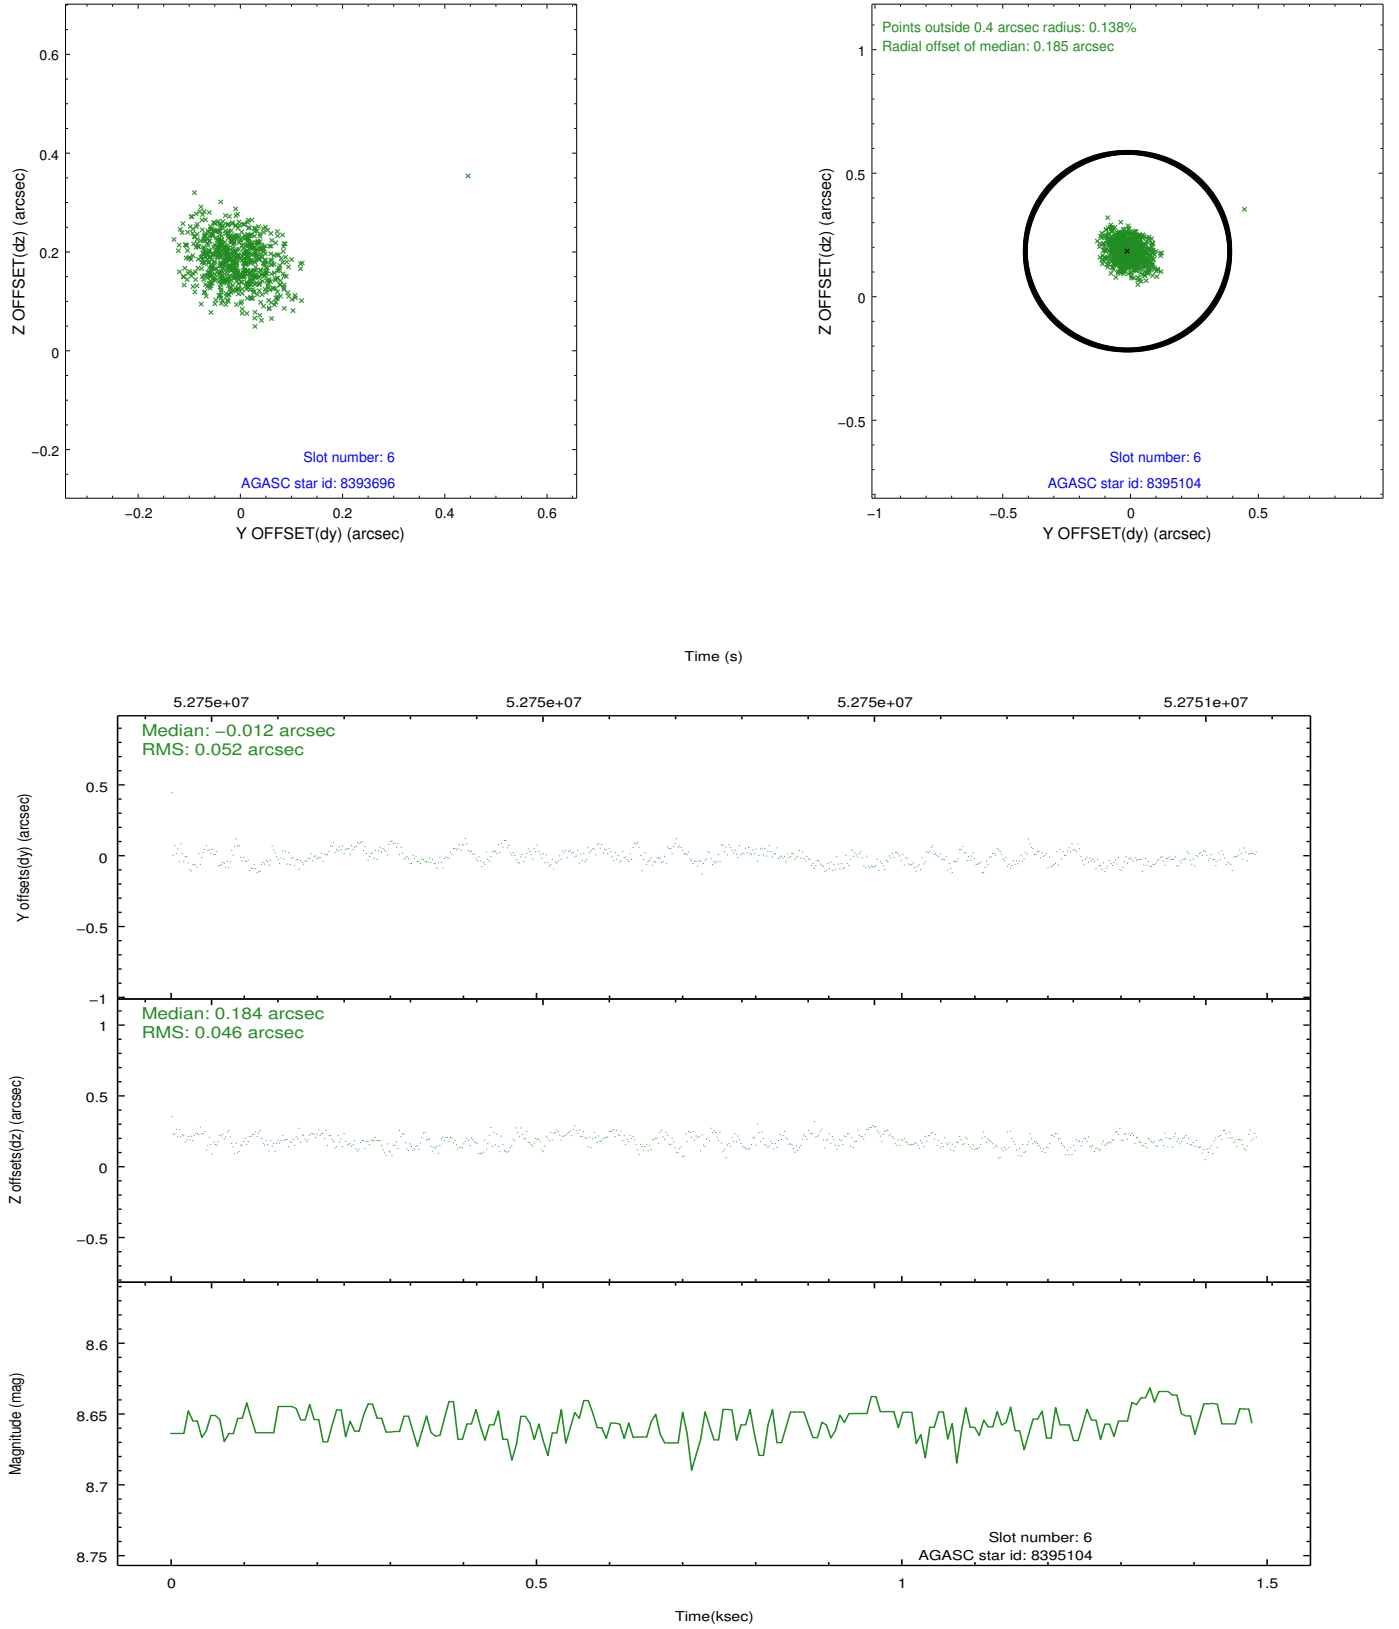 0.6
0.4
0.2
0
−0.2
Z OFFSET(dz) (arcsec)
Slot number: 6
AGASC star id: 8393696
−0.2 0 0.2 0.4 0.6
Y OFFSET(dy) (arcsec)
Points outside 0.4 arcsec radius: 0.138%
Radial offset of median: 0.185 arcsec
1
0.5
0
−0.5
Z OFFSET(dz) (arcsec)
Slot number: 6
AGASC star id: 8395104
−1 −0.5 0 0.5
Y OFFSET(dy) (arcsec)
Time (s)
5.275e+07 5.275e+07 5.275e+07 5.2751e+07
Median: −0.012 arcsec
RMS: 0.052 arcsec
0.5
0
−0.5
−1
Y offsets(dy) (arcsec)
Median: 0.184 arcsec
RMS: 0.046 arcsec
1
0.5
0
−0.5
Z offsets(dz) (arcsec)
8.6
8.65
8.7
8.75
Magnitude (mag)
Slot number: 6
AGASC star id: 8395104
0 0.5 1 1.5
Time(ksec)